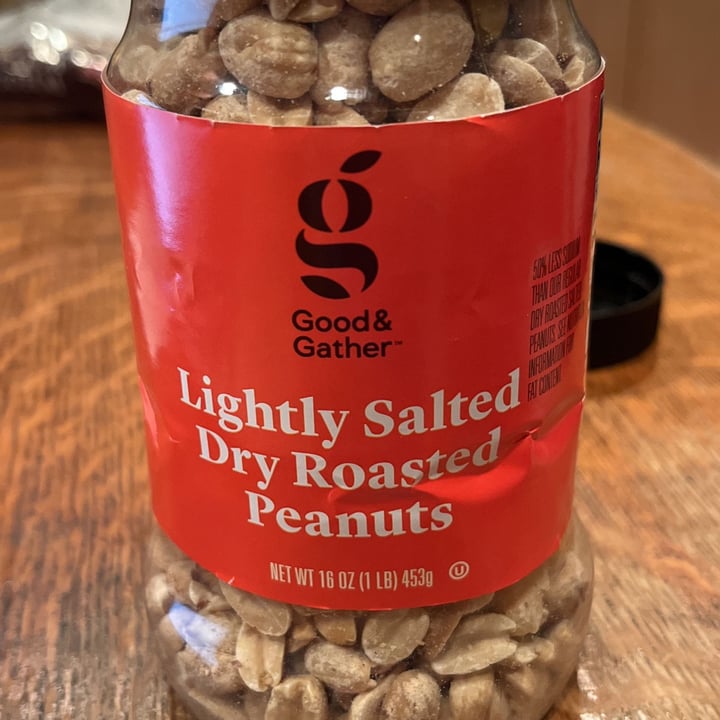 Good &
Gather™
Lightly Salted
Dry Roasted
Peanuts
NET WT 16 OZ (1 LB) 453g U
50% LESS SODIUM
THAN OUR REGULAR
DRY ROASTED SALTED
PEANUTS. SEE
INFORMATION FOR
FAT CONTENT